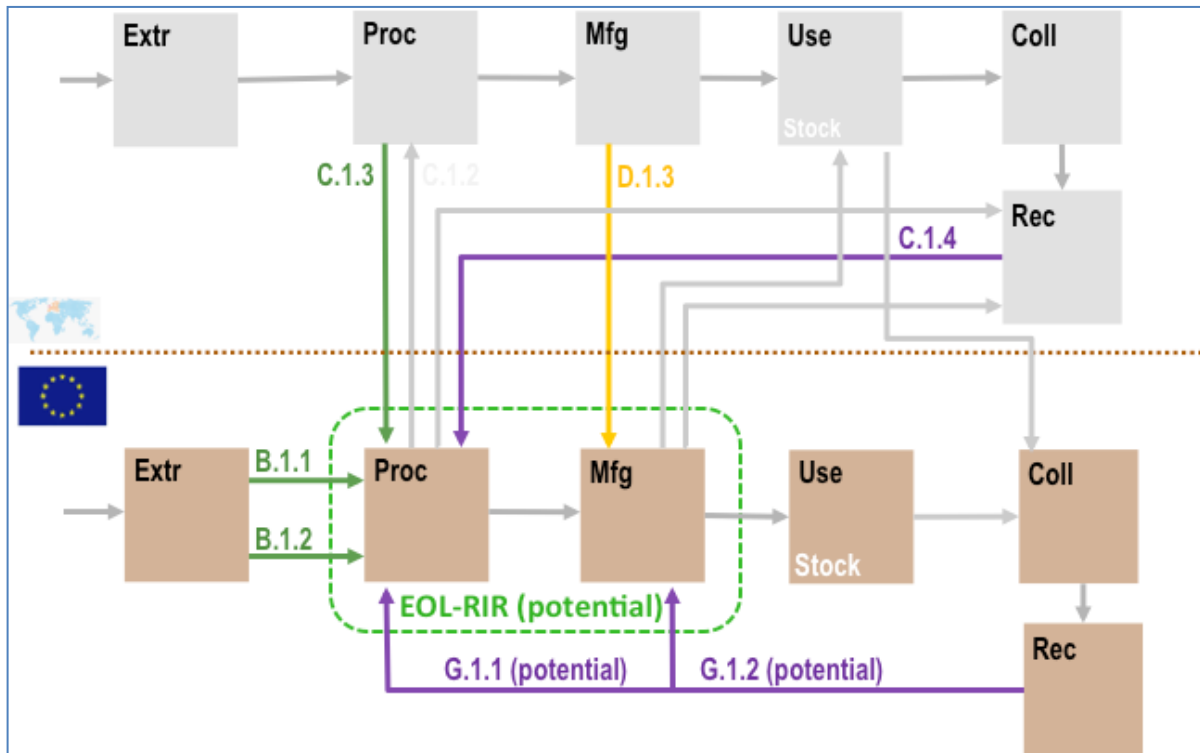 Extr
Proc
Mfg
Use
Coll
Stock
C.1.3
C.1.2
D.1.3
Rec
C.1.4
Extr
B.1.1
B.1.2
Proc
Mfg
Use
Stock
Coll
EOL-RIR (potential)
G.1.1 (potential)
G.1.2 (potential)
Rec